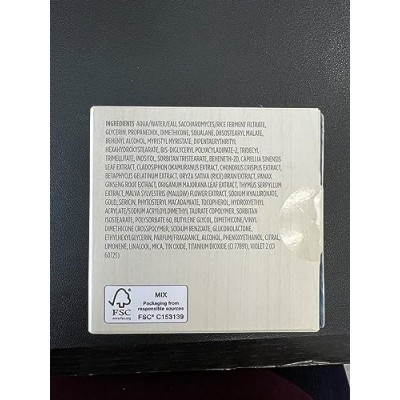 INGREDIENTS: AQUA/WATER/EAU, SACCHAROMYCES/RICE FERMENT FILTRATE,
GLYCERIN, PROPANEDIOL, DIMETHICONE, SQUALANE, DIISOSTEARYL MALATE,
BEHENYL ALCOHOL, MYRISTYL MYRISTATE, DIPENTAERYTHRITYL
HEXAHYDROXYSTEARATE, BIS-DIGLYCERYL POLYACYLADIPATE-2, TRIDECYL
TRIMELLITATE, INOSITOL, SORBITAN TRISTEARATE, BEHENETH-20, CAMELLIA SINENSIS
LEAF EXTRACT, CLADOSIPHON OKAMURANUS EXTRACT, CHONDRUS CRISPUS EXTRACT,
BETAPHYCUS GELATINUM EXTRACT, ORYZA SATIVA (RICE) BRAN EXTRACT, PANAX
GINSENG ROOT EXTRACT, ORIGANUM MAJORANA LEAF EXTRACT, THYMUS SERPYLLUM
EXTRACT, MALVA SYLVESTRIS (MALLOW) FLOWER EXTRACT, SODIUM HYALURONATE,
GOLD, SERICIN, PHYTOSTERYL MACADAMIATE, TOCOPHEROL, HYDROXYETHYL
ACRYLATE/SODIUM ACRYLOYLDIMETHYL TAURATE COPOLYMER, SORBITAN
ISOSTEARATE, POLYSORBATE 60, BUTYLENE GLYCOL, DIMETHICONE/VINYL
DIMETHICONE CROSSPOLYMER, SODIUM BENZOATE, GLUCONOLACTONE,
ETHYLHEXYLGLYCERIN, PARFUM/FRAGRANCE, ALCOHOL, PHENOXYETHANOL, CITRAL,
LIMONENE, LINALOOL, MICA, TIN OXIDE, TITANIUM DIOXIDE (CI 77891), VIOLET 2 (CI
60725)
FSC
www.fsc.org
MIX
Packaging from
responsible sources
FSC® C153139